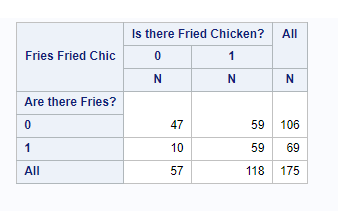 Fries Fried Chic Is there Fried Chicken? All
0 1
N N N
Are there Fries?
0 47 59 106
1 10 59 69
All 57 118 175